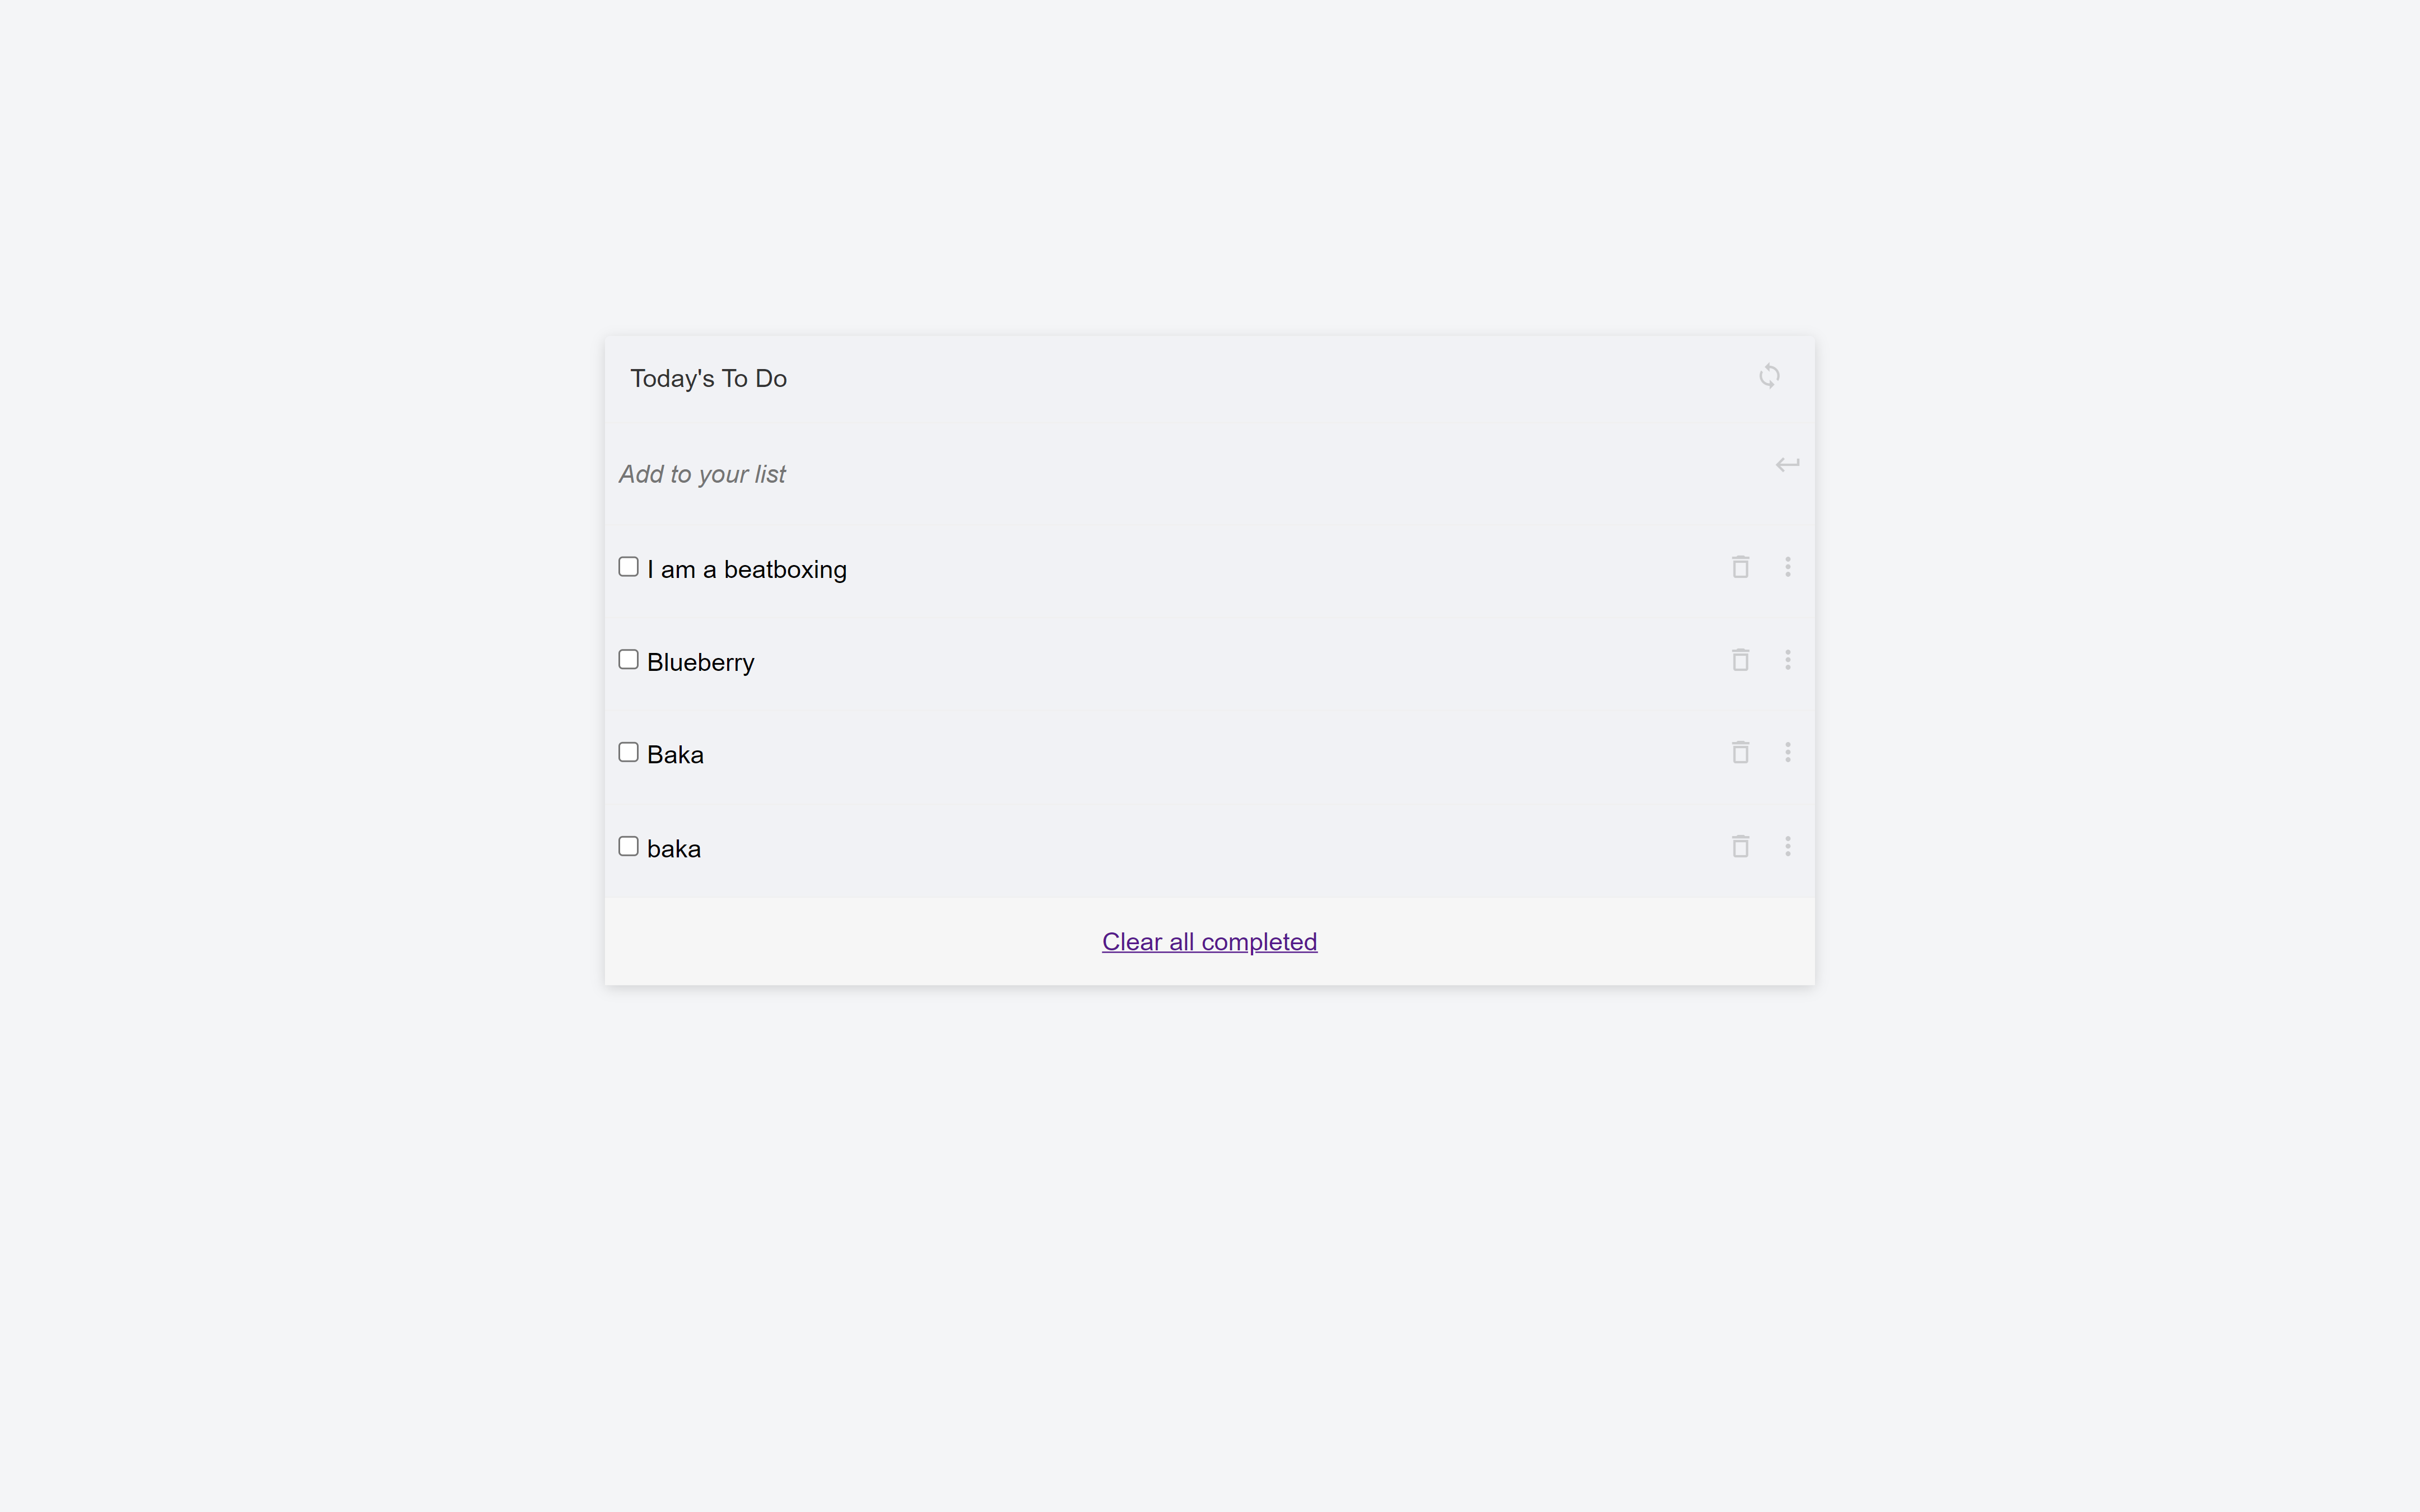 Today's To Do
Add to your list
I am a beatboxing
Blueberry
Baka
baka
Clear all completed